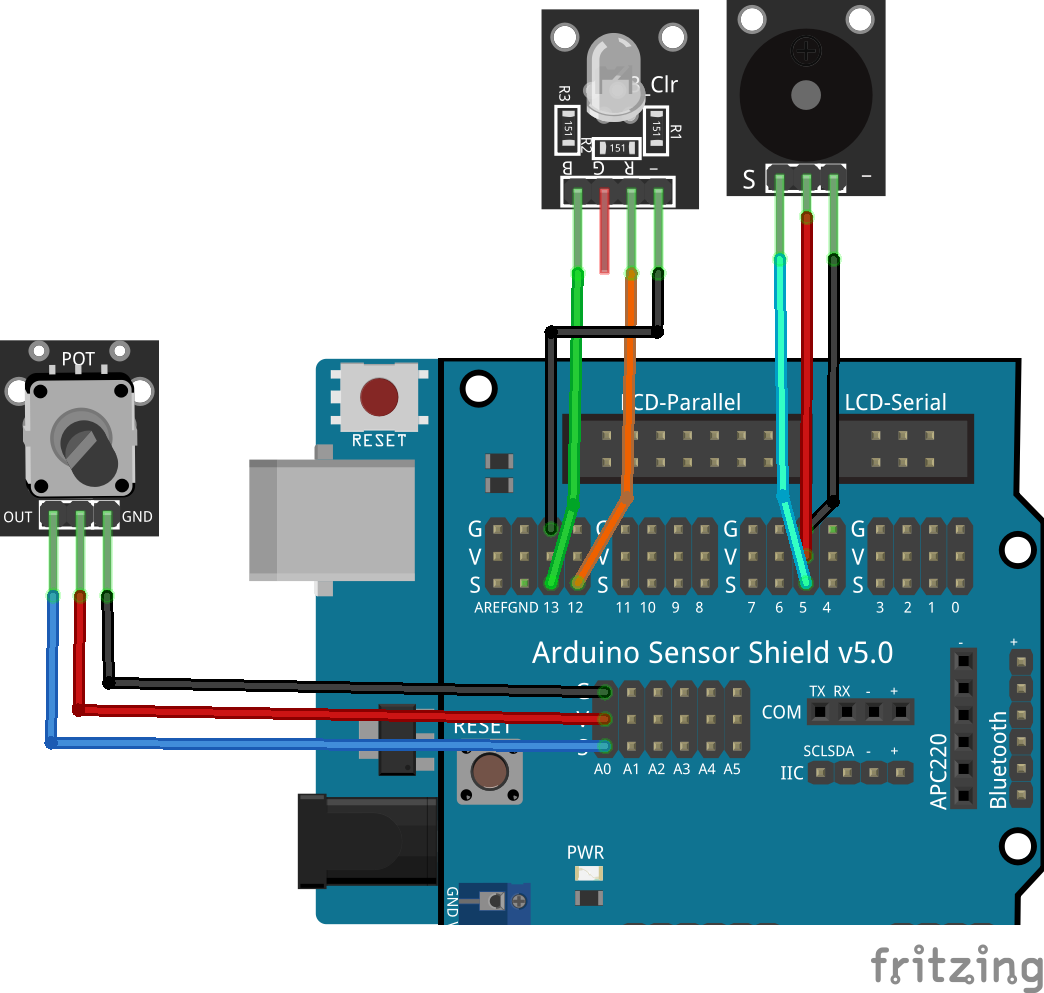 B_Clr
R3
R1
R2
151
151
151
B G R -
S -
POT
OUT GND
RESET
LCD-Parallel LCD-Serial
G G G G
V V V V
S S S S
AREF GND 13 12 11 10 9 8 7 6 5 4 3 2 1 0
Arduino Sensor Shield v5.0
- +
TX RX - +
COM
RESET
G
V
S
A0 A1 A2 A3 A4 A5
SCL SDA - +
IIC
APC220
Bluetooth
PWR
GND
fritzing